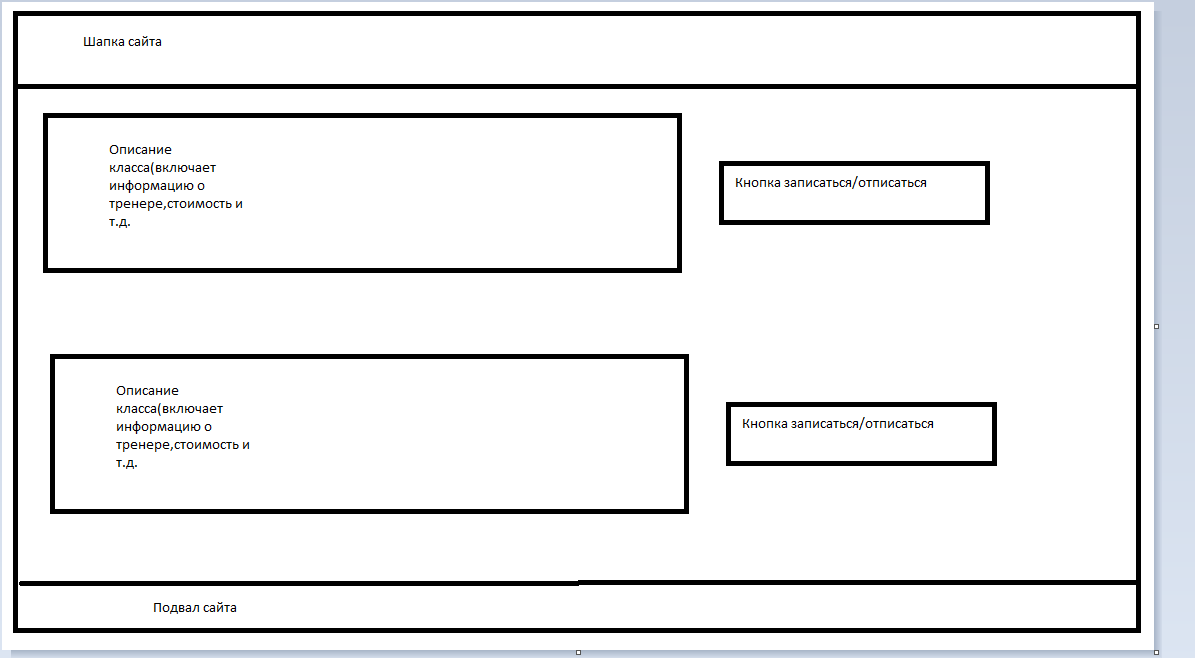 Шапка сайта
Описание
класса(включает
информацию о
тренере,стоимость и
т.д.
Кнопка записаться/отписаться
Описание
класса(включает
информацию о
тренере,стоимость и
т.д.
Кнопка записаться/отписаться
Подвал сайта